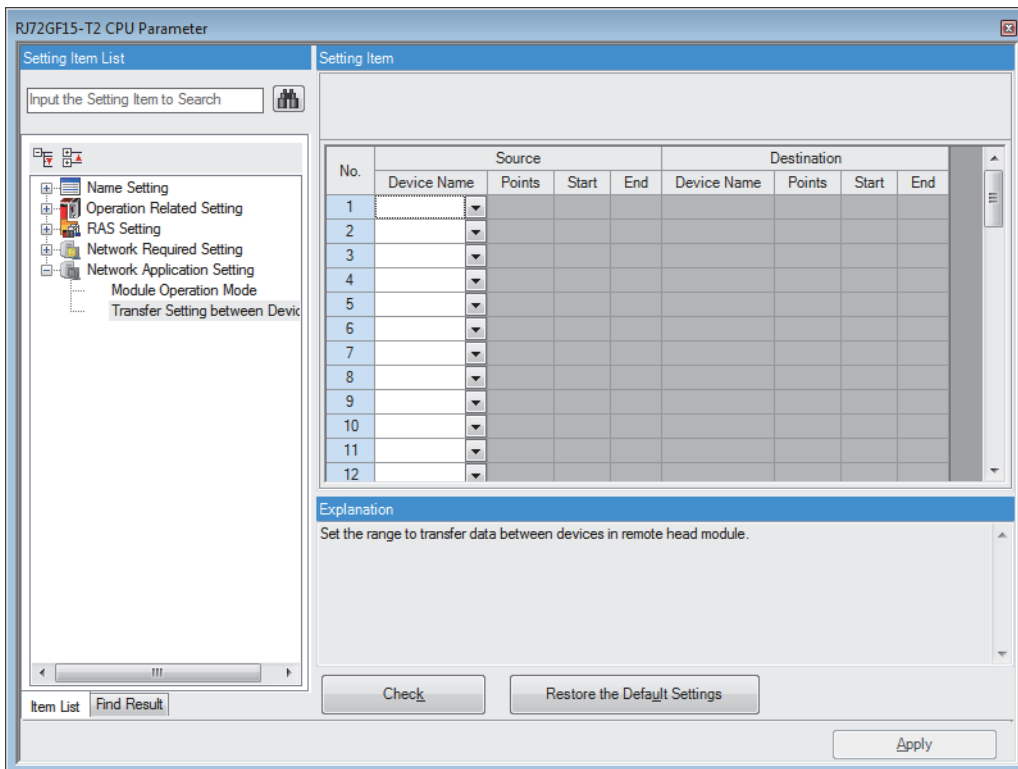 RJ72GF15-T2 CPU Parameter
Setting Item List
Input the Setting Item to Search
Name Setting
Operation Related Setting
RAS Setting
Network Required Setting
Network Application Setting
Module Operation Mode
Transfer Setting between Devic
Item List
Find Result
Setting Item
No. Source Destination
Device Name Points Start End Device Name Points Start End
1
2
3
4
5
6
7
8
9
10
11
12
Explanation
Set the range to transfer data between devices in remote head module.
Check
Restore the Default Settings
Apply